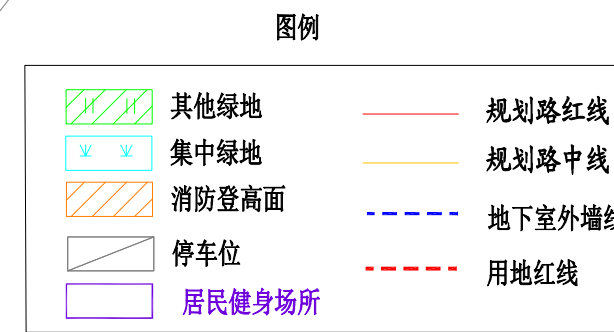 图例
其他绿地
集中绿地
消防登高面
停车位
居民健身场所
规划路红线
规划路中线
地下室外墙线
用地红线